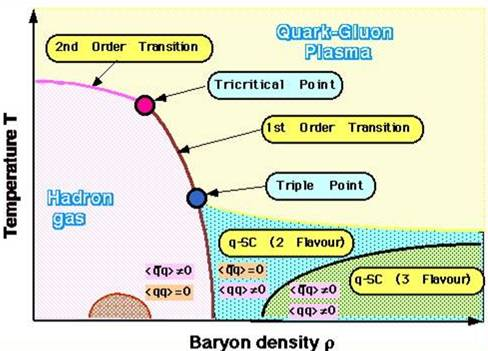 2nd Order Transition
Quark-Gluon
Plasma
Tricritical Point
1st Order Transition
Temperature T
Hadron
gas
Triple Point
q-SC (2 Flavour)
<q̅q>≠0
<qq>=0
<q̅q>=0
<qq>≠0
<q̅q>≠0
<qq>≠0
q-SC (3 Flavour)
Baryon density ρ